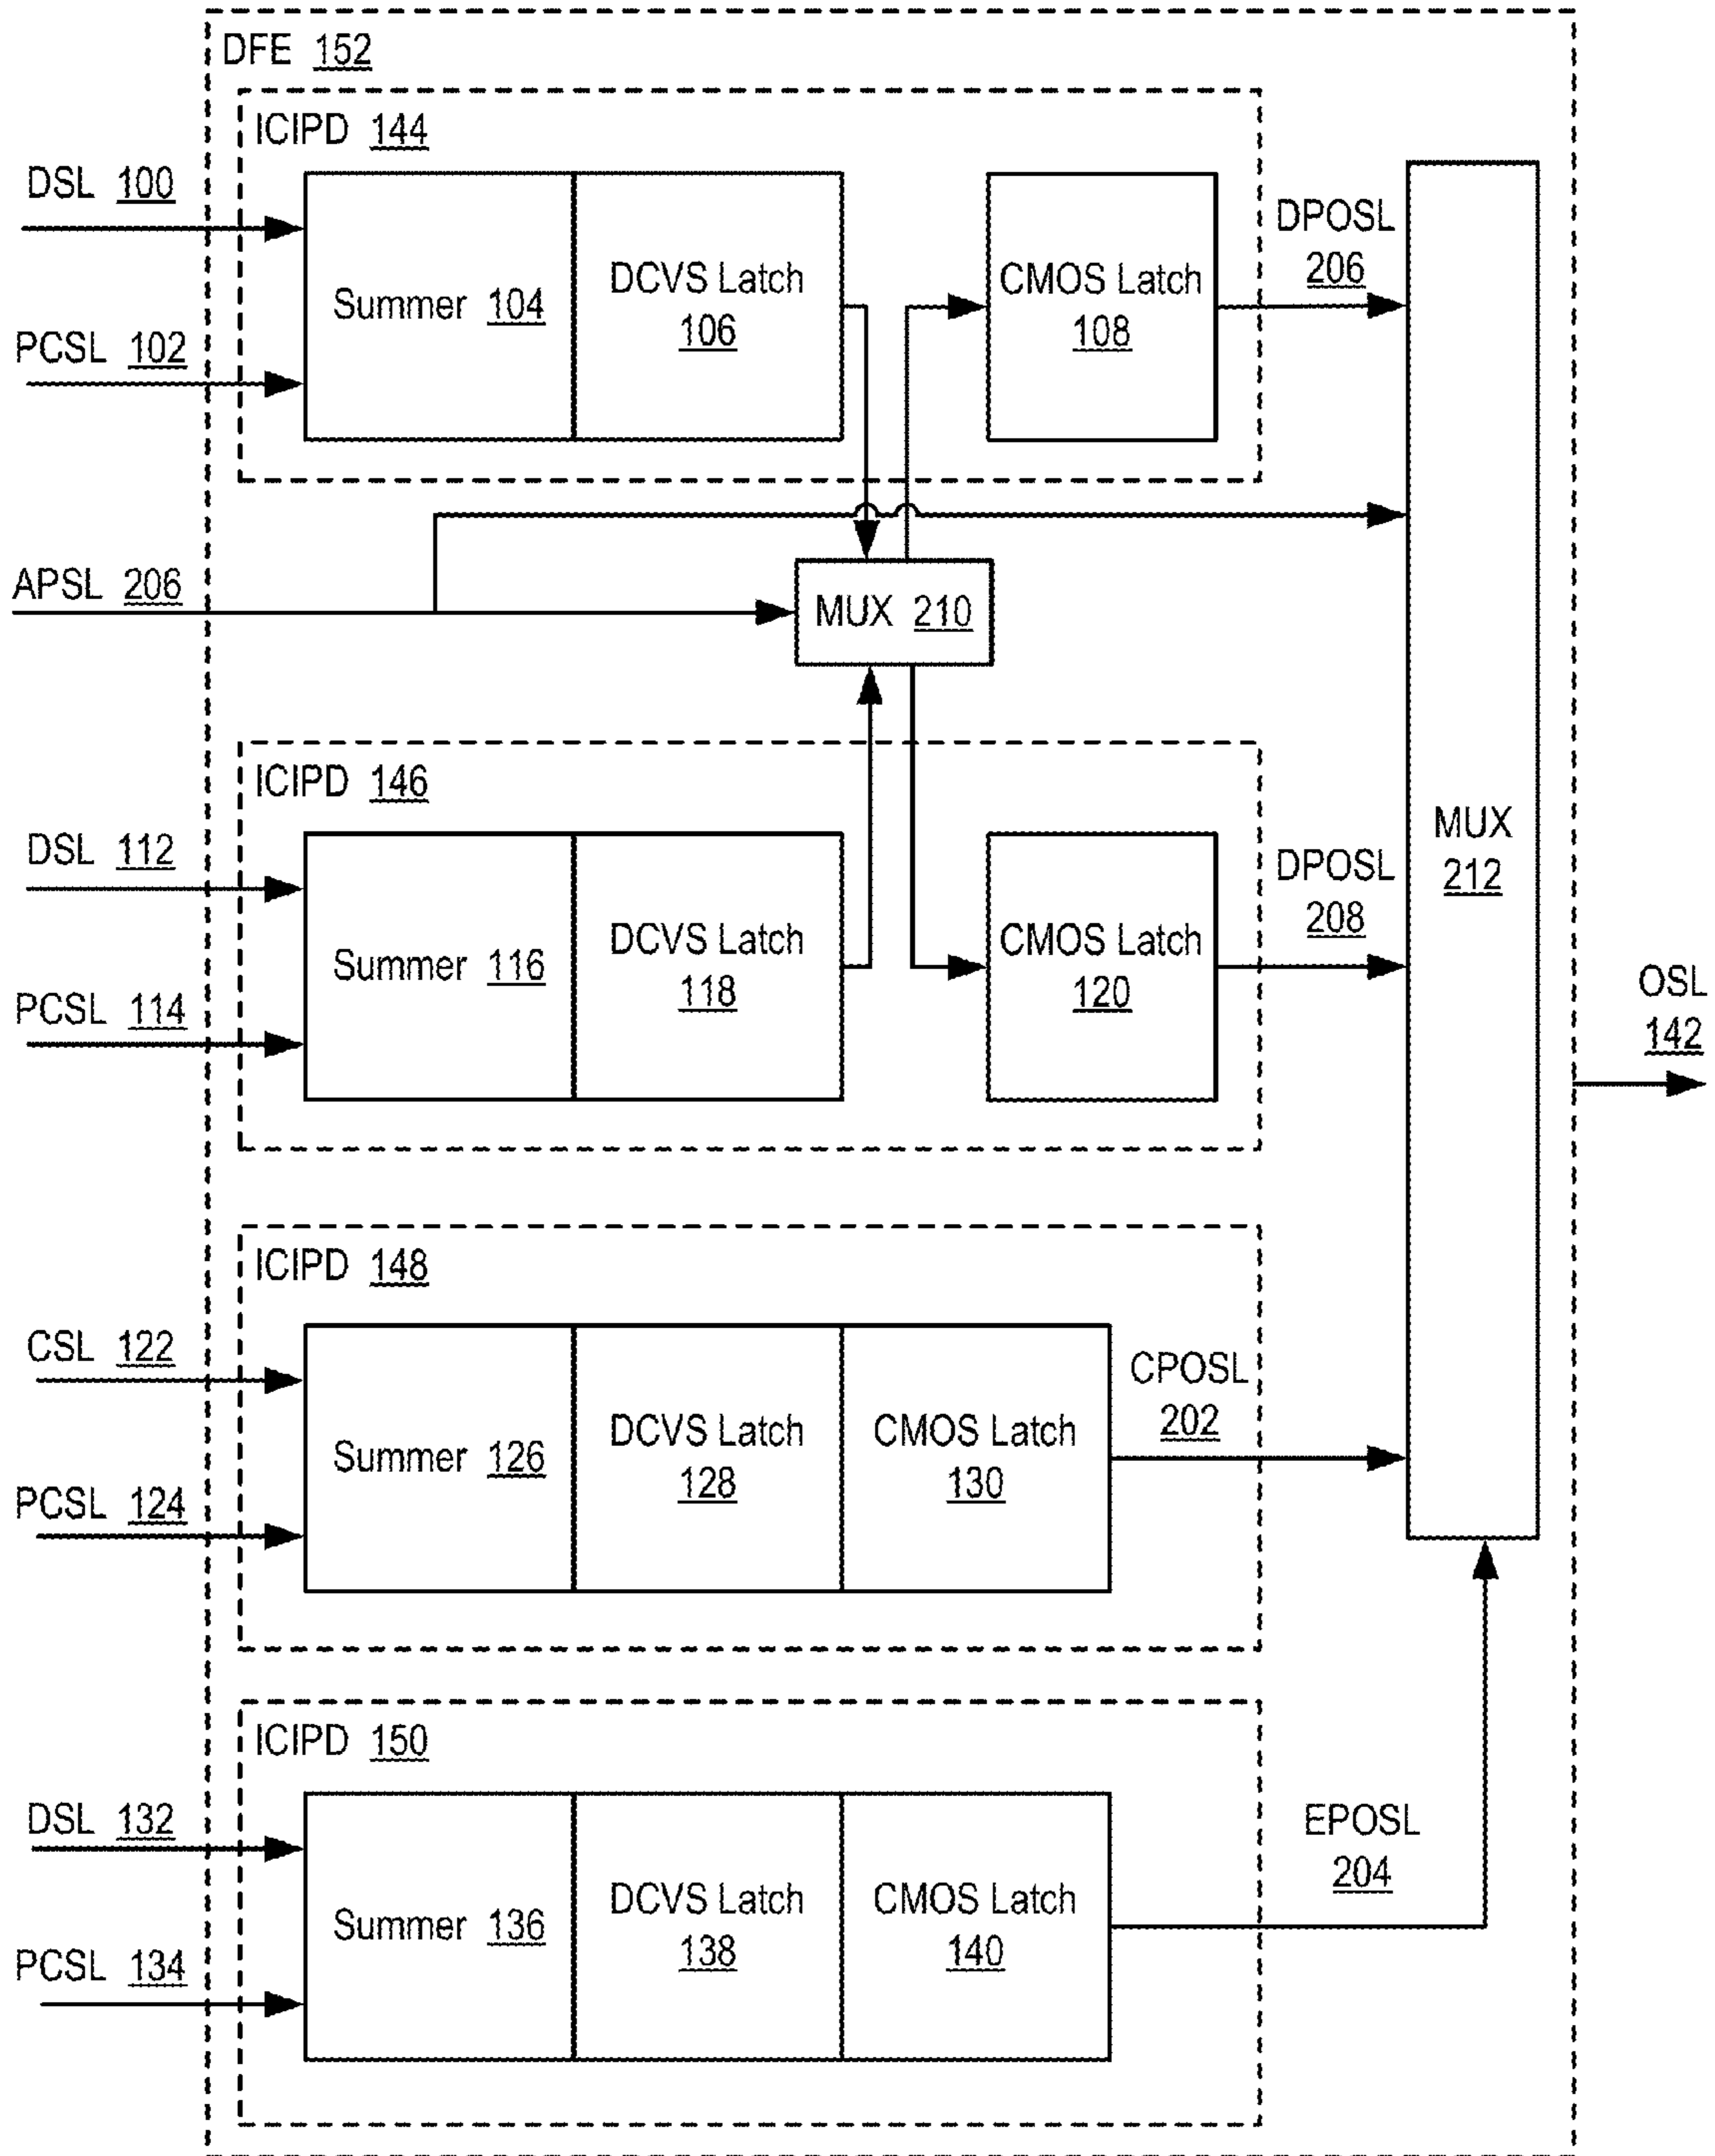 DFE 152
ICIPD 144
DSL 100
PCSL 102
Summer 104
DCVS Latch
106
CMOS Latch
108
DPOSL
206
APSL 206
MUX 210
MUX
212
ICIPD 146
DSL 112
PCSL 114
Summer 116
DCVS Latch
118
CMOS Latch
120
DPOSL
208
OSL
142
ICIPD 148
CSL 122
PCSL 124
Summer 126
DCVS Latch
128
CMOS Latch
130
CPOSL
202
ICIPD 150
DSL 132
PCSL 134
Summer 136
DCVS Latch
138
CMOS Latch
140
EPOSL
204